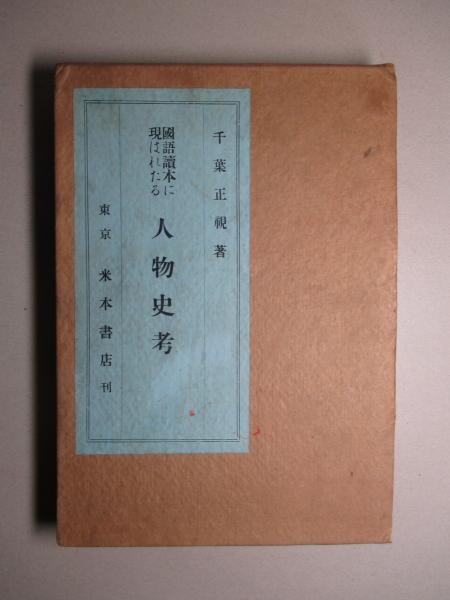 千葉正視著
國語讀本に
現はれたる
人物史考
東京 米本書店刊